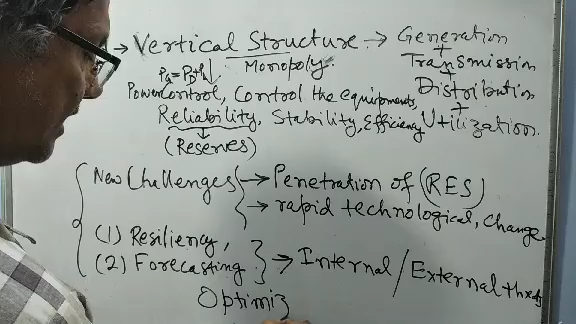 → Vertical Structure → Generation
+
Transmission
Monopoly
+
Distribution
+
Utilization.
PG=PD+PL
Power Control, Control the equipments,
Reliability, Stability, Efficiency
↓
(Reserves)
New Challenges → Penetration of (RES)
→ rapid technological, change
(1) Resiliency,
(2) Forecasting } → Internal / External threats
Optimiz